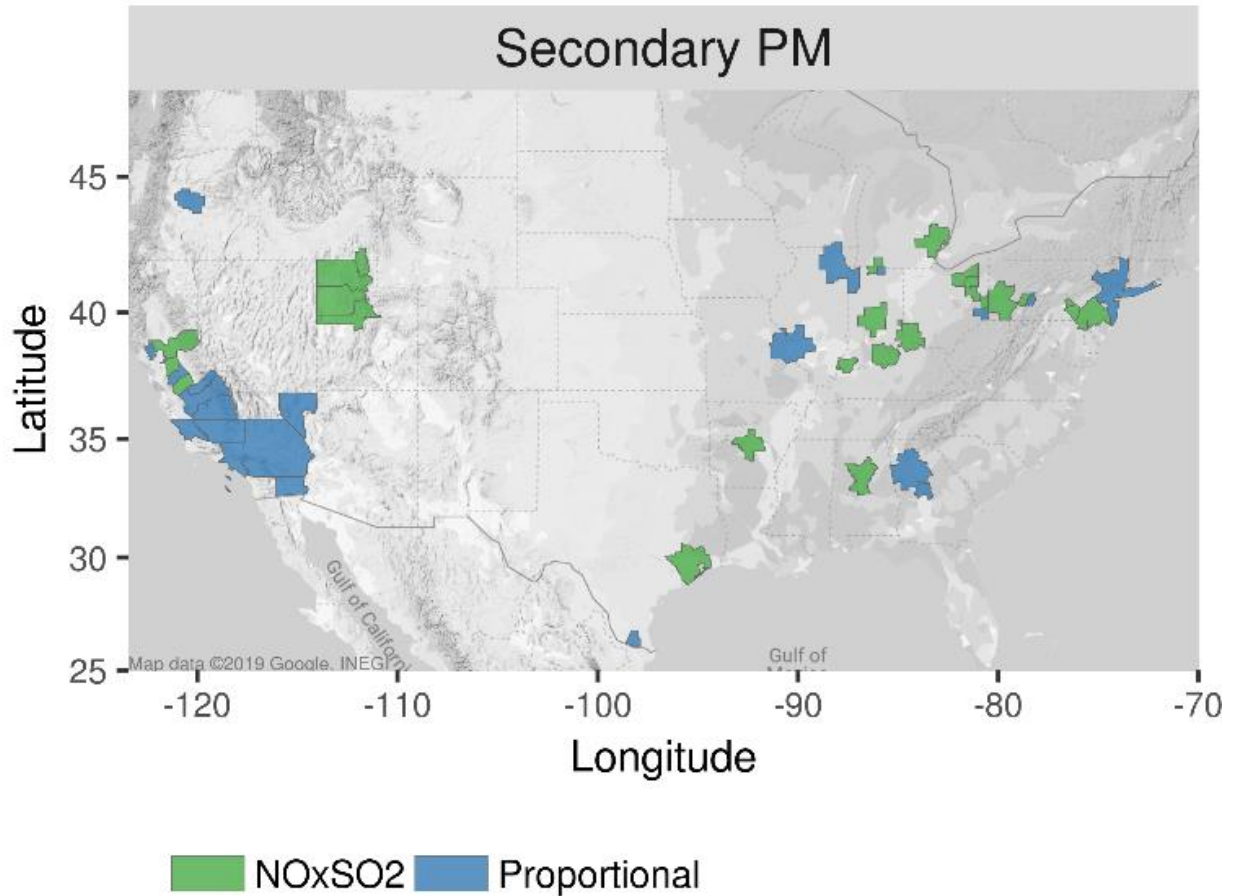 Secondary PM
45
40
35
30
25
Latitude
Gulf of Californ
Map data ©2019 Google, INEGI
Gulf of
-120 -110 -100 -90 -80 -70
Longitude
NOxSO2 Proportional